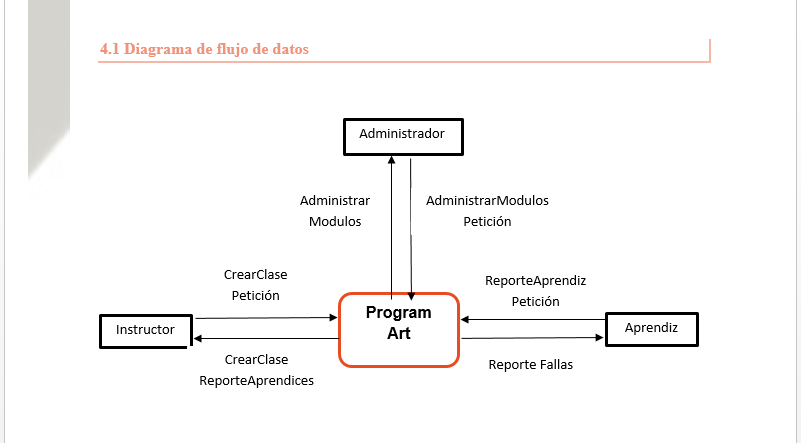 4.1 Diagrama de flujo de datos
Administrador
Administrar
Modulos
AdministrarModulos
Petición
CrearClase
Petición
ReporteAprendiz
Petición
Program
Art
Instructor
Aprendiz
CrearClase
ReporteAprendices
Reporte Fallas